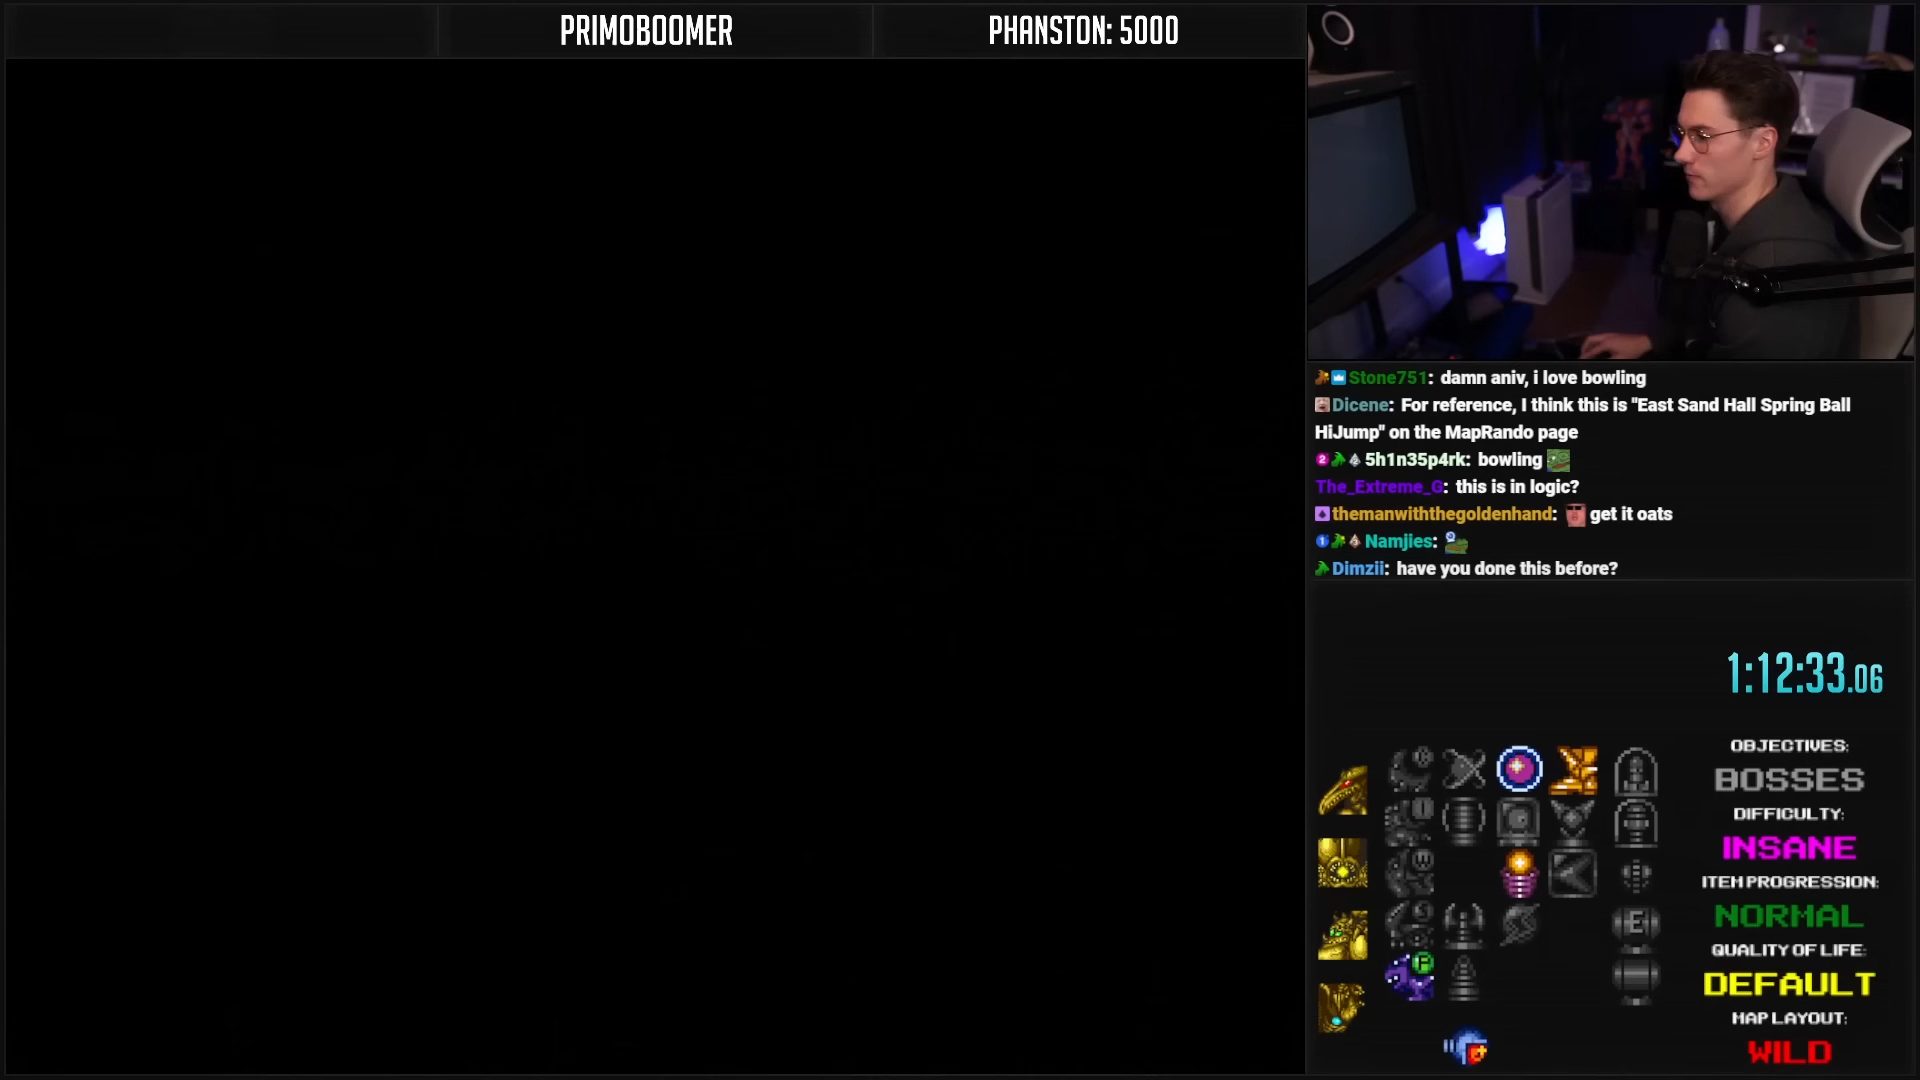 PRIMOBOOMER
PHANSTON: 5000
Stone751: damn aniv, i love bowling
Dicene: For reference, I think this is "East Sand Hall Spring Ball
HiJump" on the MapRando page
2 5h1n35p4rk: bowling
The_Extreme_G: this is in logic?
themanwiththegoldenhand: get it oats
1 3 Namjies:
Dimzii: have you done this before?
1:12:33.06
OBJECTIVES:
BOSSES
DIFFICULTY:
INSANE
ITEM PROGRESSION:
NORMAL
QUALITY OF LIFE:
DEFAULT
MAP LAYOUT:
WILD
E
P